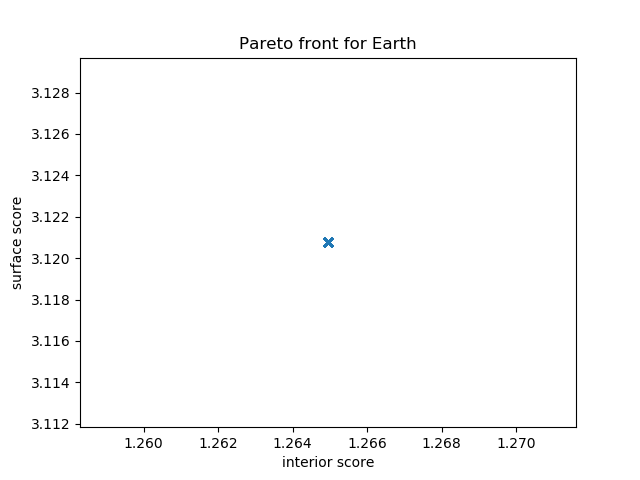 Pareto front for Earth
3.128
3.126
3.124
3.122
3.120
3.118
3.116
3.114
3.112
surface score
1.260 1.262 1.264 1.266 1.268 1.270
interior score